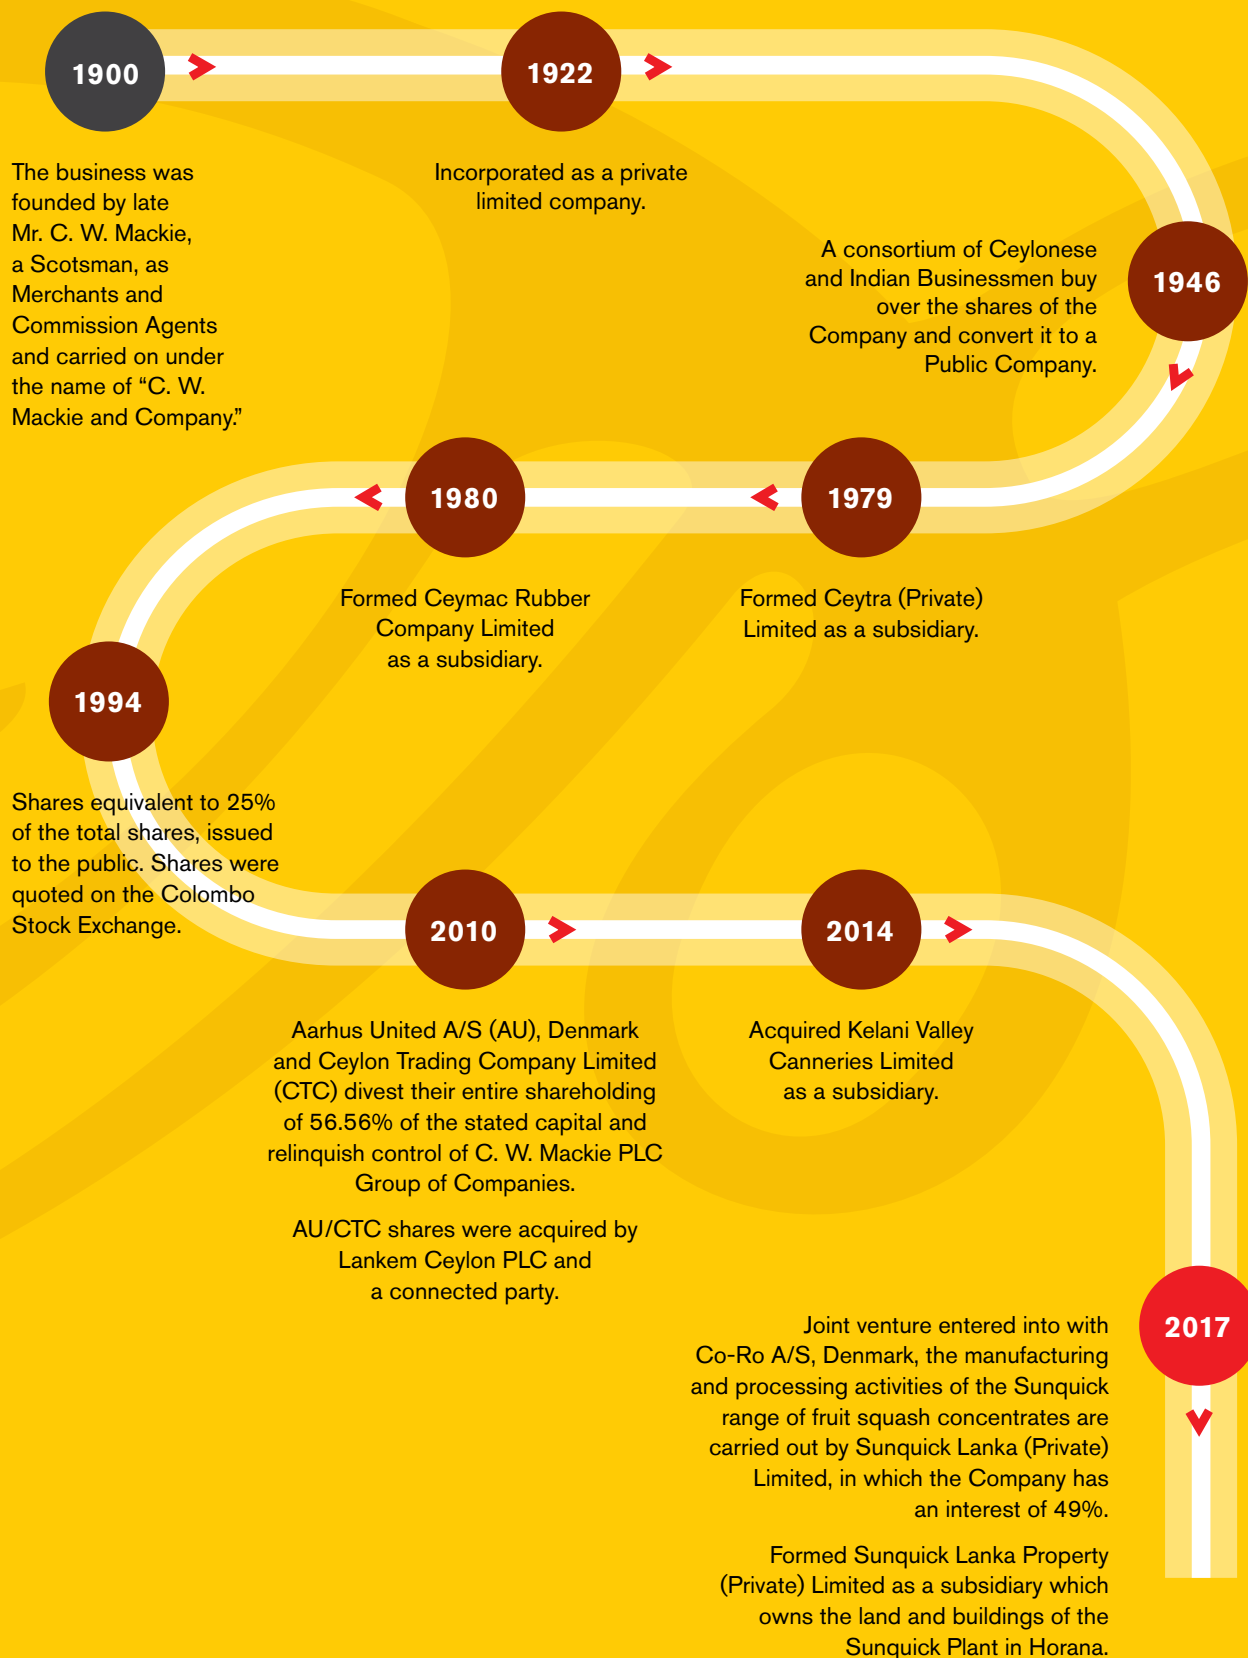 1900
The business was
founded by late
Mr. C. W. Mackie,
a Scotsman, as
Merchants and
Commission Agents
and carried on under
the name of “C. W.
Mackie and Company.”
1922
Incorporated as a private
limited company.
1946
A consortium of Ceylonese
and Indian Businessmen buy
over the shares of the
Company and convert it to a
Public Company.
1979
Formed Ceytra (Private)
Limited as a subsidiary.
1980
Formed Ceymac Rubber
Company Limited
as a subsidiary.
1994
Shares equivalent to 25%
of the total shares, issued
to the public. Shares were
quoted on the Colombo
Stock Exchange.
2010
Aarhus United A/S (AU), Denmark
and Ceylon Trading Company Limited
(CTC) divest their entire shareholding
of 56.56% of the stated capital and
relinquish control of C. W. Mackie PLC
Group of Companies.
AU/CTC shares were acquired by
Lankem Ceylon PLC and
a connected party.
2014
Acquired Kelani Valley
Canneries Limited
as a subsidiary.
2017
Joint venture entered into with
Co-Ro A/S, Denmark, the manufacturing
and processing activities of the Sunquick
range of fruit squash concentrates are
carried out by Sunquick Lanka (Private)
Limited, in which the Company has
an interest of 49%.
Formed Sunquick Lanka Property
(Private) Limited as a subsidiary which
owns the land and buildings of the
Sunquick Plant in Horana.